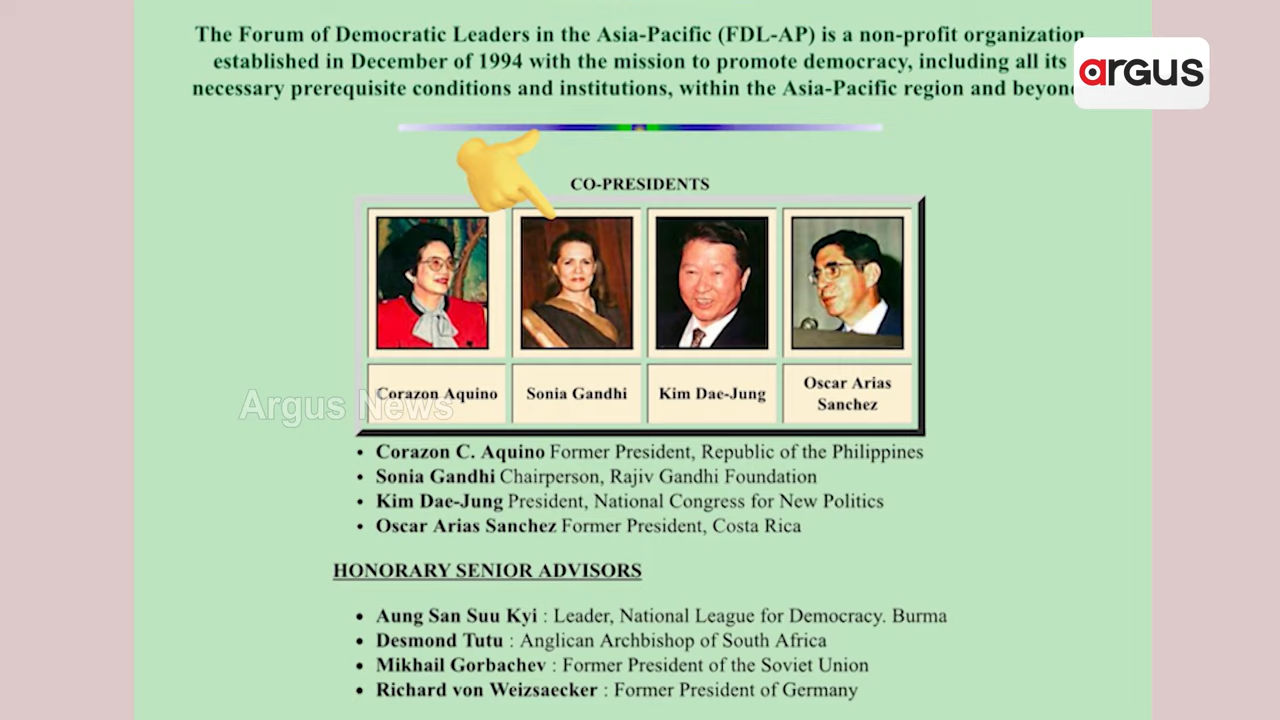 The Forum of Democratic Leaders in the Asia-Pacific (FDL-AP) is a non-profit organization
established in December of 1994 with the mission to promote democracy, including all its
necessary prerequisite conditions and institutions, within the Asia-Pacific region and beyond
argus
CO-PRESIDENTS
Corazon Aquino
Sonia Gandhi
Kim Dae-Jung
Oscar Arias
Sanchez
Argus News
• Corazon C. Aquino Former President, Republic of the Philippines
• Sonia Gandhi Chairperson, Rajiv Gandhi Foundation
• Kim Dae-Jung President, National Congress for New Politics
• Oscar Arias Sanchez Former President, Costa Rica
HONORARY SENIOR ADVISORS
• Aung San Suu Kyi : Leader, National League for Democracy. Burma
• Desmond Tutu : Anglican Archbishop of South Africa
• Mikhail Gorbachev : Former President of the Soviet Union
• Richard von Weizsaecker : Former President of Germany